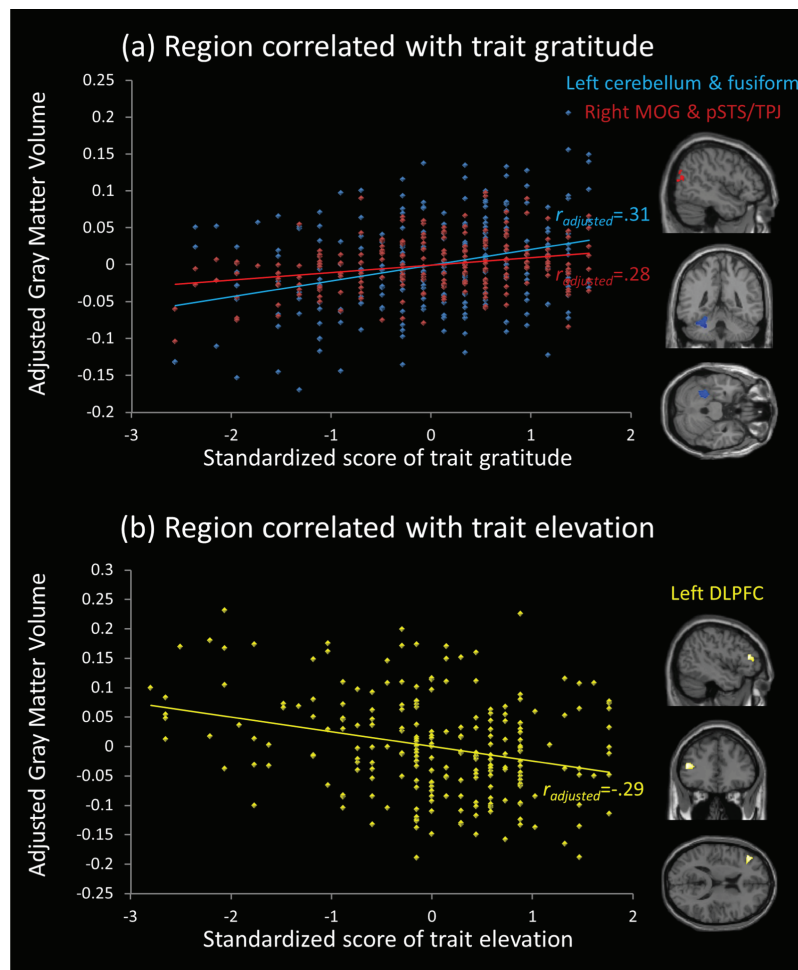 (a) Region correlated with trait gratitude
Left cerebellum & fusiform
Right MOG & pSTS/TPJ
Adjusted Gray Matter Volume
0.25
0.2
0.15
0.1
0.05
0
-0.05
-0.1
-0.15
-0.2
r adjusted=.31
r adjusted=.28
-3 -2 -1 0 1 2
Standardized score of trait gratitude
(b) Region correlated with trait elevation
Left DLPFC
Adjusted Gray Matter Volume
0.3
0.25
0.2
0.15
0.1
0.05
0
-0.05
-0.1
-0.15
-0.2
-0.25
r adjusted=-.29
-3 -2 -1 0 1 2
Standardized score of trait elevation